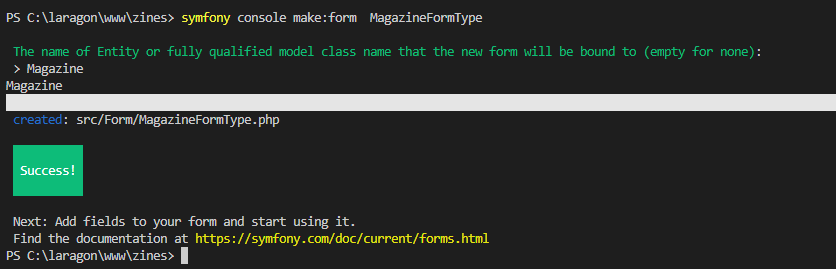 PS C:\laragon\www\zines> symfony console make:form  MagazineFormType
The name of Entity or fully qualified model class name that the new form will be bound to (empty for none):
> Magazine
Magazine
created: src/Form/MagazineFormType.php
Success!
Next: Add fields to your form and start using it.
Find the documentation at https://symfony.com/doc/current/forms.html
PS C:\laragon\www\zines>